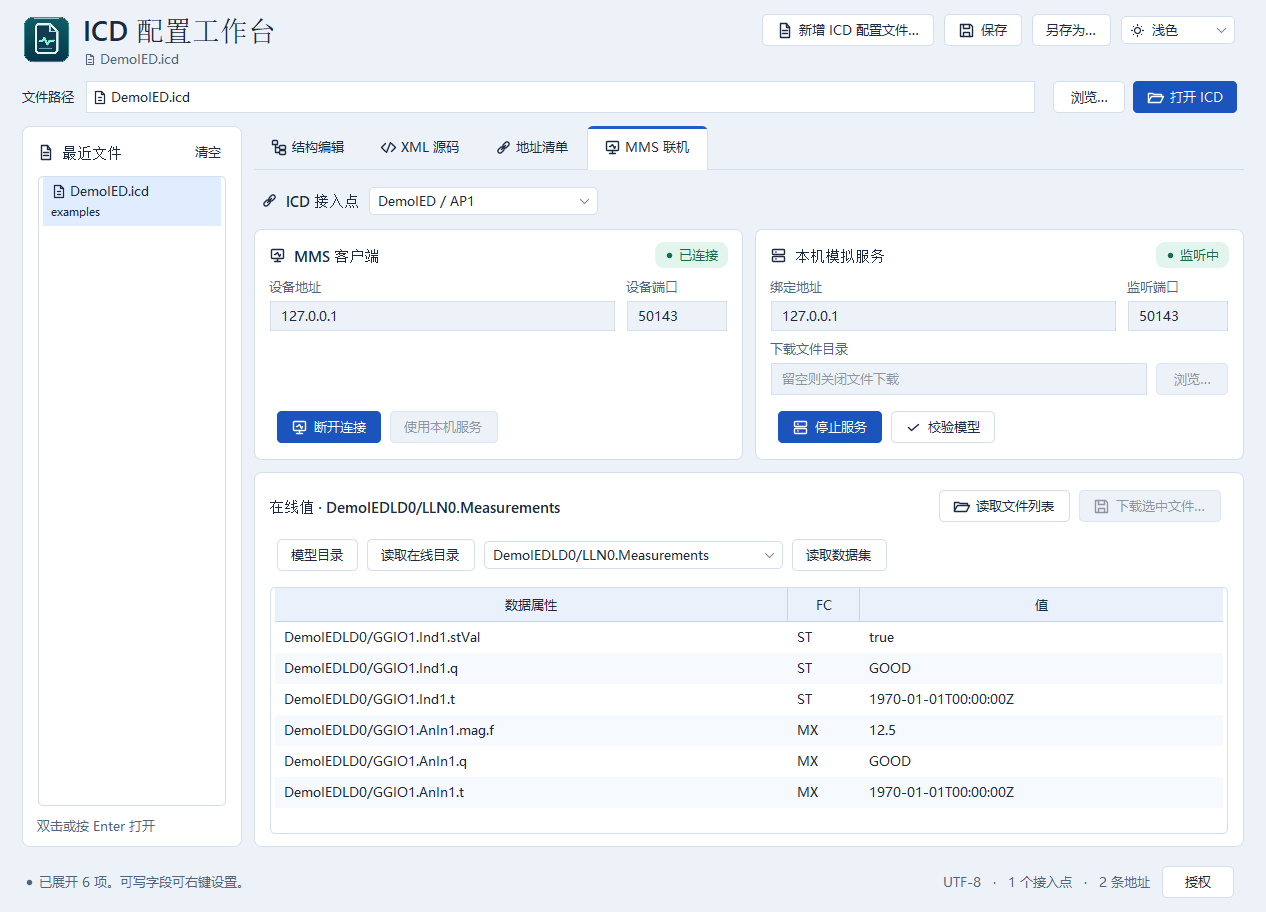 ICD 配置工作台
DemoIED.icd
新增 ICD 配置文件...
保存
另存为...
浅色
文件路径
DemoIED.icd
浏览...
打开 ICD
最近文件
清空
DemoIED.icd
examples
双击或按 Enter 打开
结构编辑
XML 源码
地址清单
MMS 联机
ICD 接入点
DemoIED / AP1
MMS 客户端
已连接
设备地址
设备端口
127.0.0.1
50143
断开连接
使用本机服务
本机模拟服务
监听中
绑定地址
监听端口
127.0.0.1
50143
下载文件目录
留空则关闭文件下载
浏览...
停止服务
校验模型
在线值 · DemoIEDLD0/LLN0.Measurements
读取文件列表
下载选中文件...
模型目录
读取在线目录
DemoIEDLD0/LLN0.Measurements
读取数据集
数据属性 FC 值
DemoIEDLD0/GGIO1.Ind1.stVal ST true
DemoIEDLD0/GGIO1.Ind1.q ST GOOD
DemoIEDLD0/GGIO1.Ind1.t ST 1970-01-01T00:00:00Z
DemoIEDLD0/GGIO1.AnIn1.mag.f MX 12.5
DemoIEDLD0/GGIO1.AnIn1.q MX GOOD
DemoIEDLD0/GGIO1.AnIn1.t MX 1970-01-01T00:00:00Z
已展开 6 项。可写字段可右键设置。
UTF-8 · 1 个接入点 · 2 条地址
授权